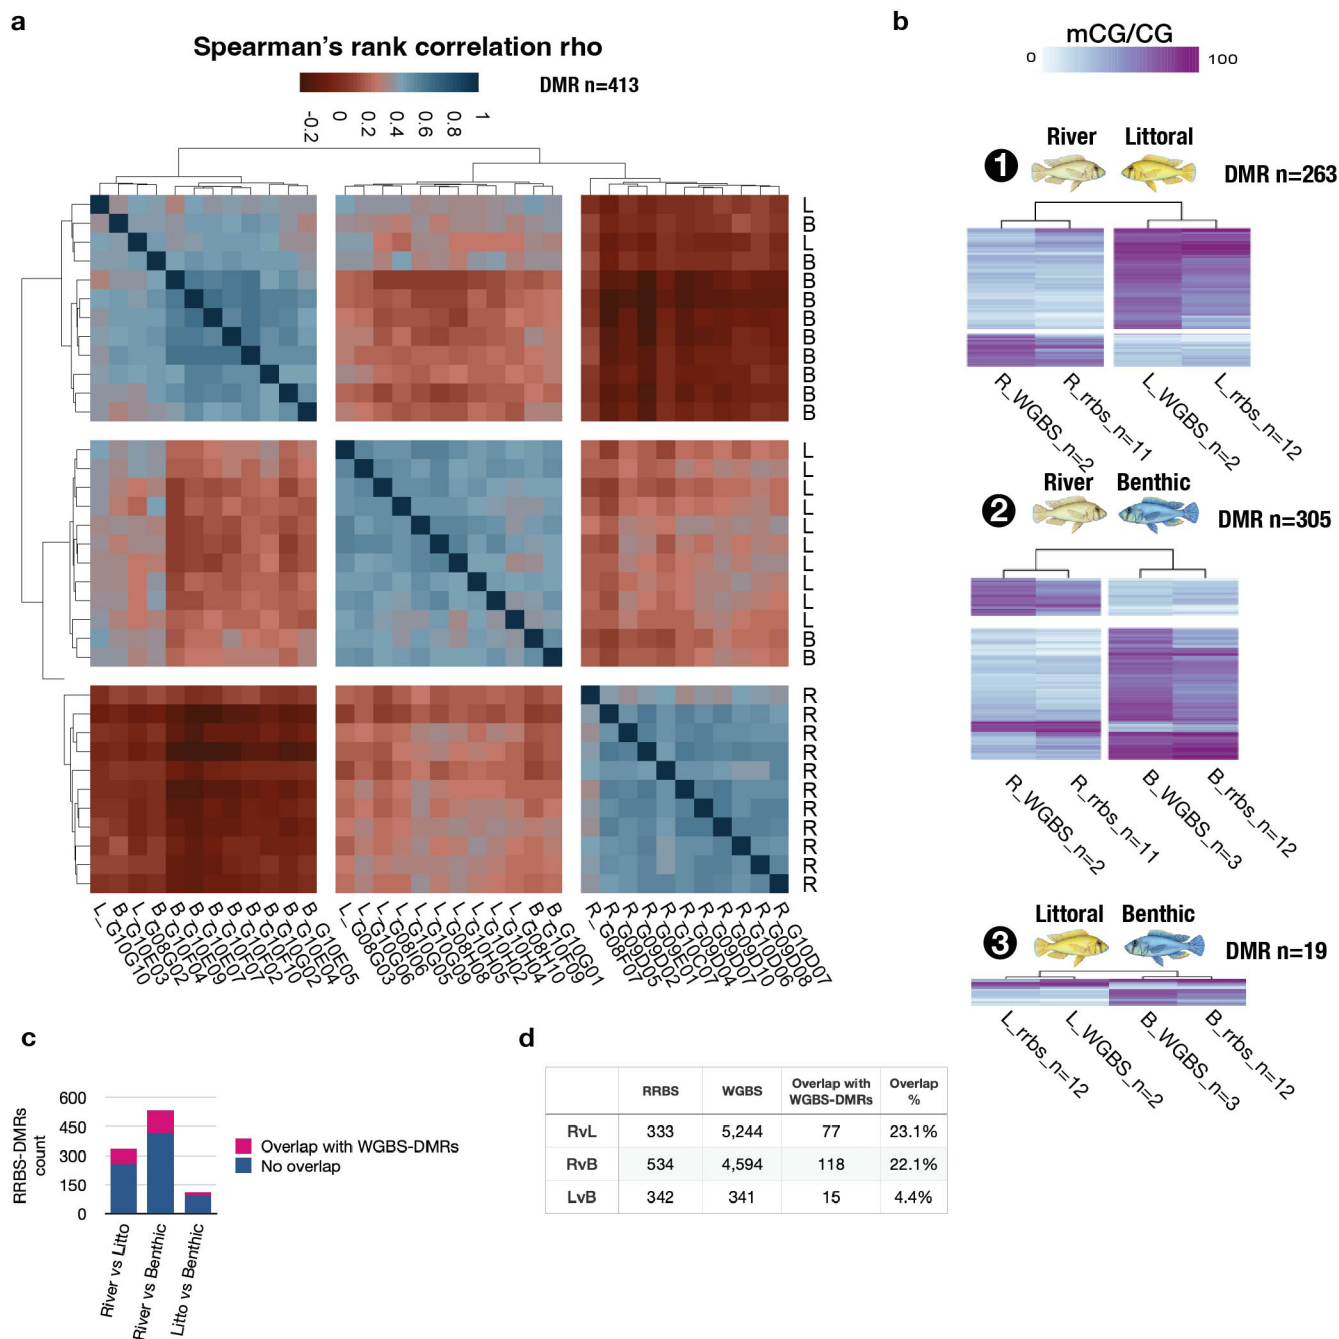 a
Spearman's rank correlation rho
DMR n=413
-0.2
0
0.2
0.4
0.6
0.8
1
L
B
L
B
B
B
B
B
B
B
B
B
L
L
L
L
L
L
L
L
L
L
B
B
R
R
R
R
R
R
R
R
R
R
R
L_G10G10
B_G10E03
L_G08G02
B_G10F04
B_G10E09
B_G10E07
B_G10F07
B_G10F02
B_G10F10
B_G10G02
B_G10E04
B_G10E05
L_G08G03
L_G08G06
L_G08I06
L_G10G05
L_G10G09
L_G08H08
L_G10H05
L_G10H02
L_G10H04
L_G08H10
B_G10F09
B_G10G01
R_G08F07
R_G09D05
R_G09D02
R_G09E01
R_G10C07
R_G09D04
R_G09D07
R_G09D10
R_G10D06
R_G09D08
R_G10D07
b
mCG/CG
0
100
1
River
Littoral
DMR n=263
R_WGBS_n=2
R_rrbs_n=11
L_WGBS_n=2
L_rrbs_n=12
2
River
Benthic
DMR n=305
R_WGBS_n=2
R_rrbs_n=11
B_WGBS_n=3
B_rrbs_n=12
3
Littoral
Benthic
DMR n=19
L_rrbs_n=12
L_WGBS_n=2
B_WGBS_n=3
B_rrbs_n=12
c
RRBS-DMRs
count
600
450
300
150
0
River vs Litto
River vs Benthic
Litto vs Benthic
Overlap with WGBS-DMRs
No overlap
d
RRBS WGBS Overlap with WGBS-DMRs Overlap %
RvL 333 5,244 77 23.1%
RvB 534 4,594 118 22.1%
LvB 342 341 15 4.4%